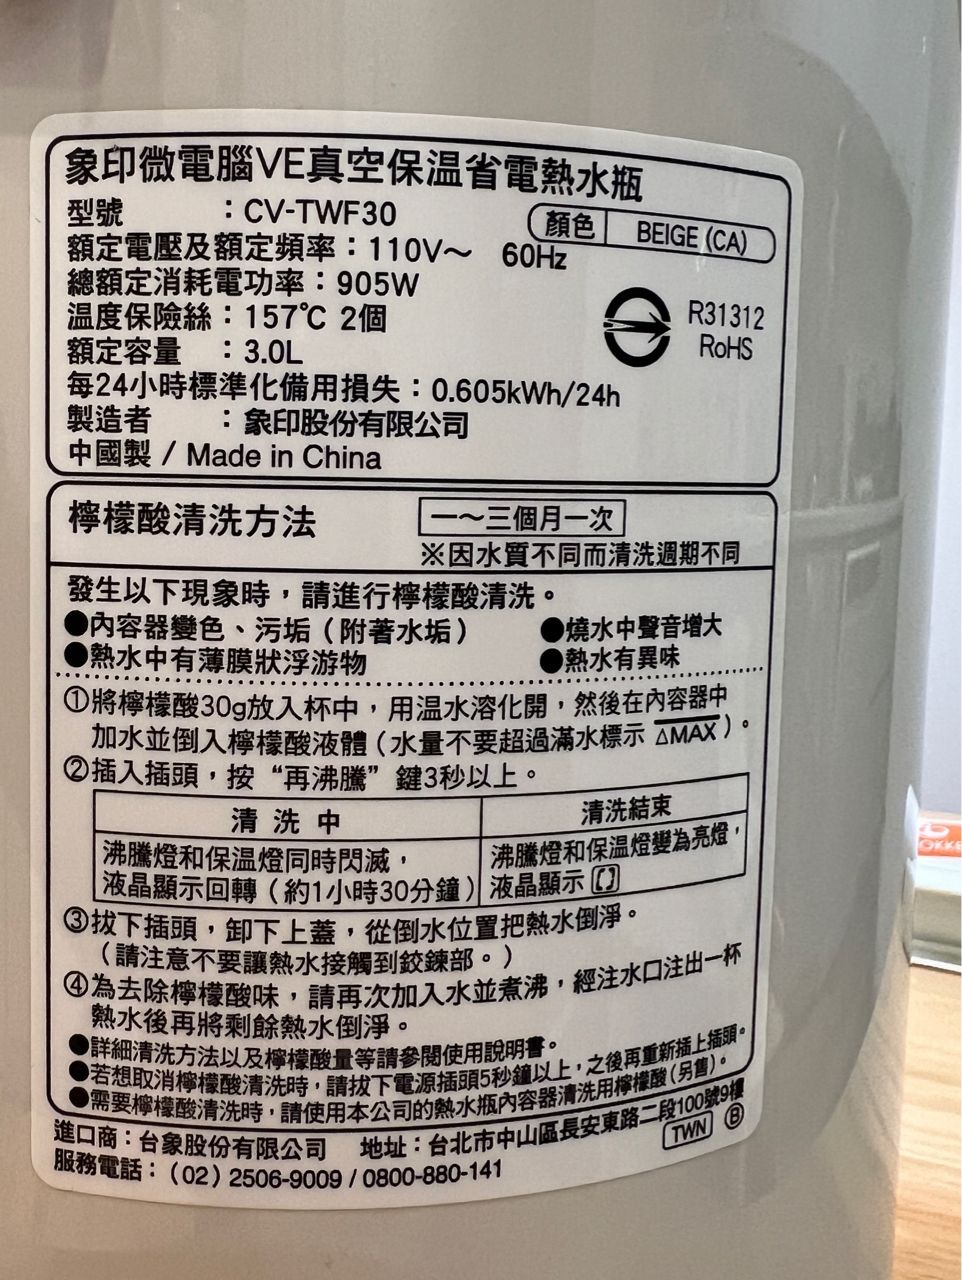 象印微電腦VE真空保温省電熱水瓶
型號 ：CV-TWF30
顏色 BEIGE (CA)
額定電壓及額定頻率：110V～ 60Hz
總額定消耗電功率：905W
温度保險絲：157℃ 2個
R31312
RoHS
額定容量 ：3.0L
每24小時標準化備用損失：0.605kWh/24h
製造者 ：象印股份有限公司
中國製 / Made in China
檸檬酸清洗方法 一～三個月一次
※因水質不同而清洗週期不同
發生以下現象時，請進行檸檬酸清洗。
●內容器變色、污垢（附著水垢） ●燒水中聲音增大
●熱水中有薄膜狀浮游物 ●熱水有異味
①將檸檬酸30g放入杯中，用温水溶化開，然後在內容器中
加水並倒入檸檬酸液體（水量不要超過滿水標示 △MAX）。
②插入插頭，按“再沸騰”鍵3秒以上。
清 洗 中 清洗結束
沸騰燈和保温燈同時閃滅， 沸騰燈和保温燈變為亮燈，
液晶顯示回轉（約1小時30分鐘） 液晶顯示 [ ]
③拔下插頭，卸下上蓋，從倒水位置把熱水倒淨。
（請注意不要讓熱水接觸到鉸鍊部。）
④為去除檸檬酸味，請再次加入水並煮沸，經注水口注出一杯
熱水後再將剩餘熱水倒淨。
●詳細清洗方法以及檸檬酸量等請參閱使用說明書。
●若想取消檸檬酸清洗時，請拔下電源插頭5秒鐘以上，之後再重新插上插頭。
●需要檸檬酸清洗時，請使用本公司的熱水瓶內容器清洗用檸檬酸（另售）。
進口商：台象股份有限公司 地址：台北市中山區長安東路二段100號9樓
服務電話：（02）2506-9009 / 0800-880-141
TWN Ⓑ